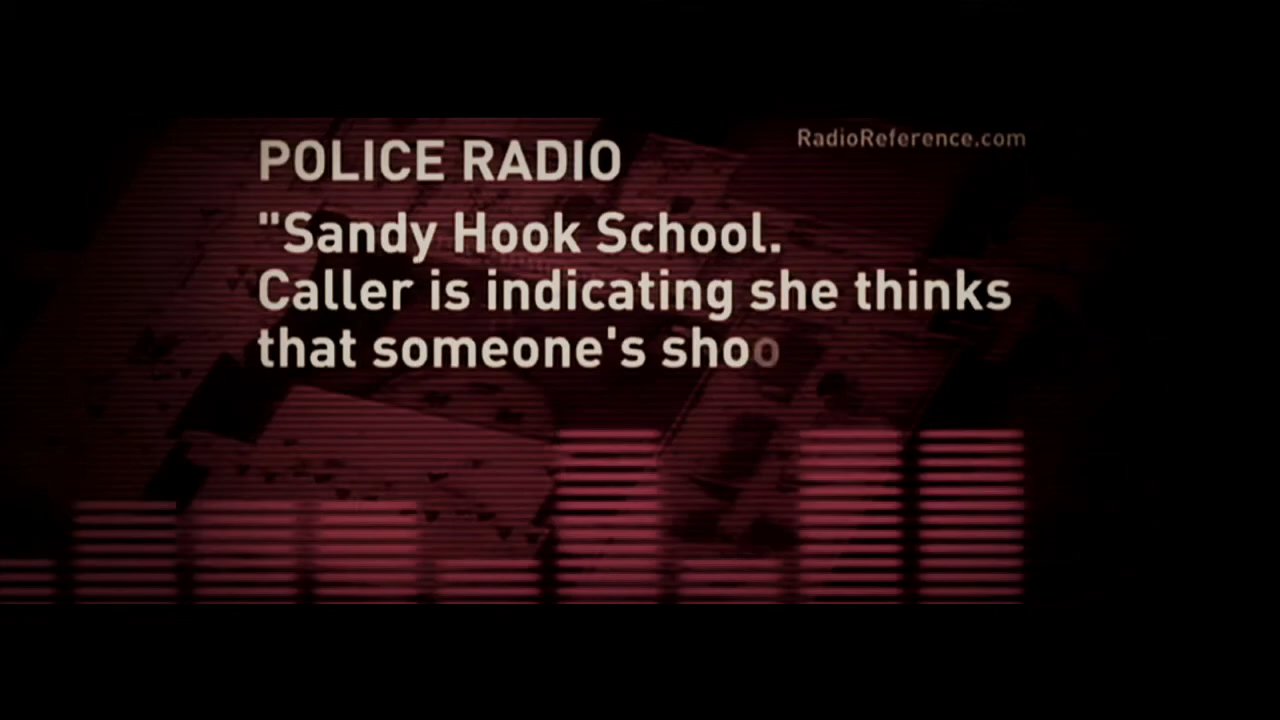 RadioReference.com
POLICE RADIO
"Sandy Hook School.
Caller is indicating she thinks
that someone's shoo